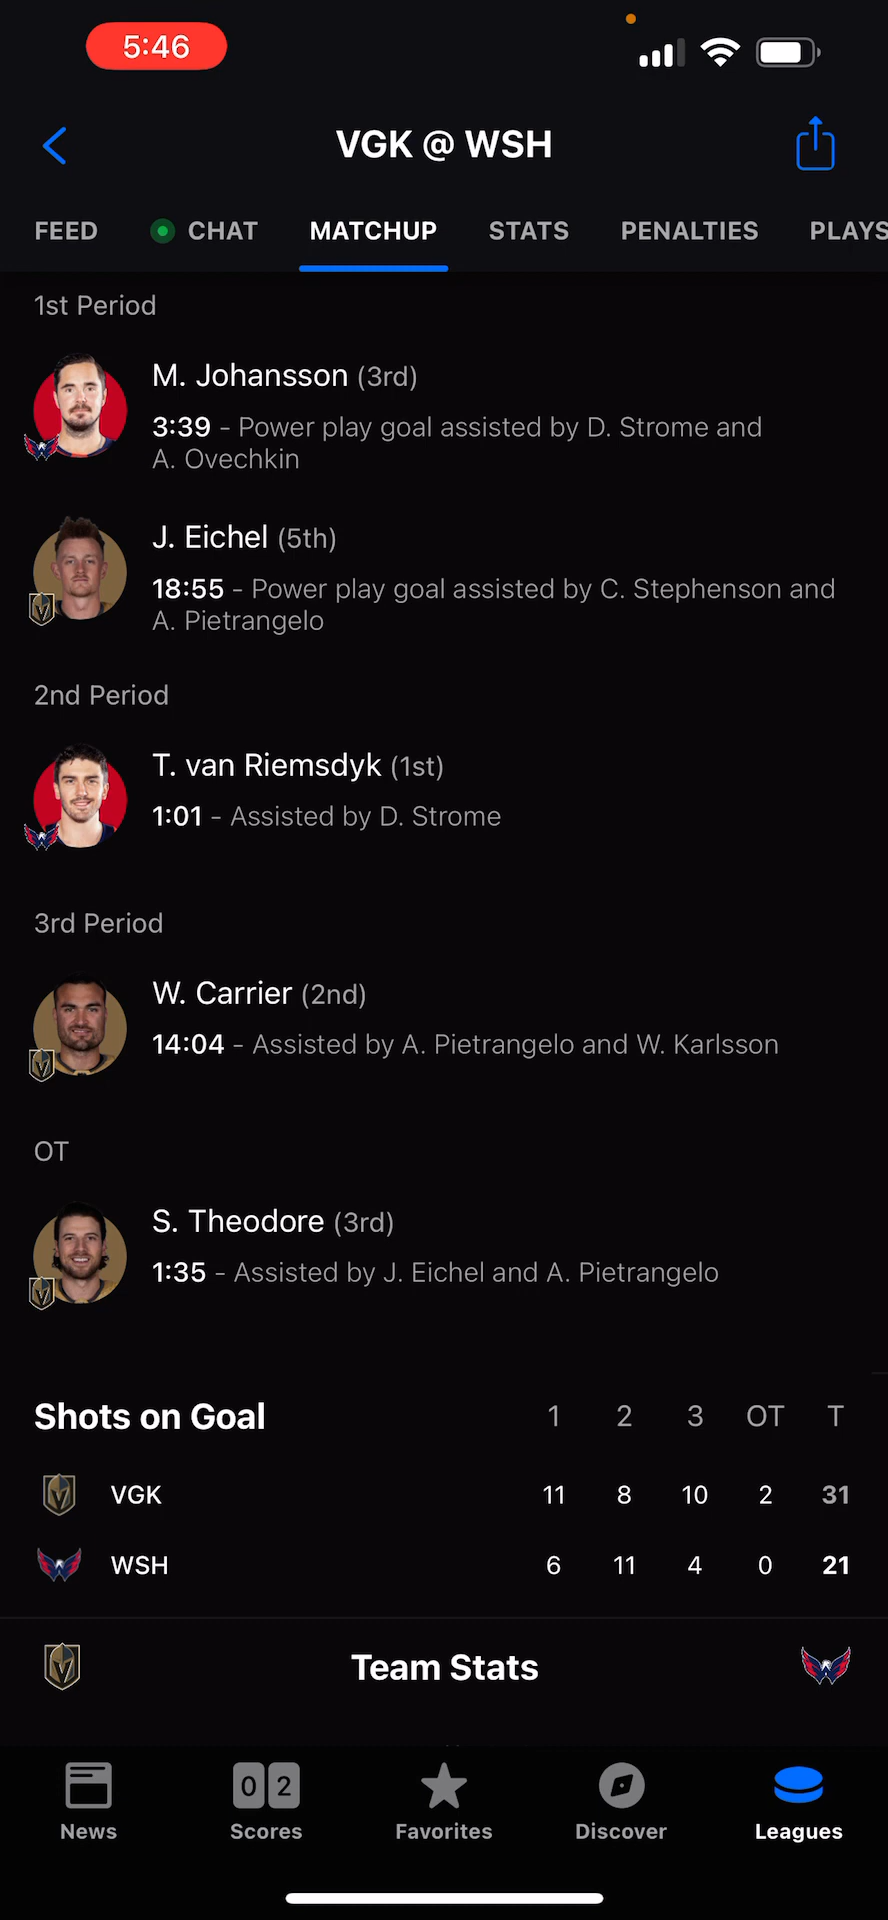 5:46
VGK @ WSH
FEED CHAT MATCHUP STATS PENALTIES PLAYS
1st Period
M. Johansson (3rd)
3:39 - Power play goal assisted by D. Strome and
A. Ovechkin
J. Eichel (5th)
18:55 - Power play goal assisted by C. Stephenson and
A. Pietrangelo
2nd Period
T. van Riemsdyk (1st)
1:01 - Assisted by D. Strome
3rd Period
W. Carrier (2nd)
14:04 - Assisted by A. Pietrangelo and W. Karlsson
OT
S. Theodore (3rd)
1:35 - Assisted by J. Eichel and A. Pietrangelo
Shots on Goal 1 2 3 OT T
VGK 11 8 10 2 31
WSH 6 11 4 0 21
Team Stats
0 2
News Scores Favorites Discover Leagues